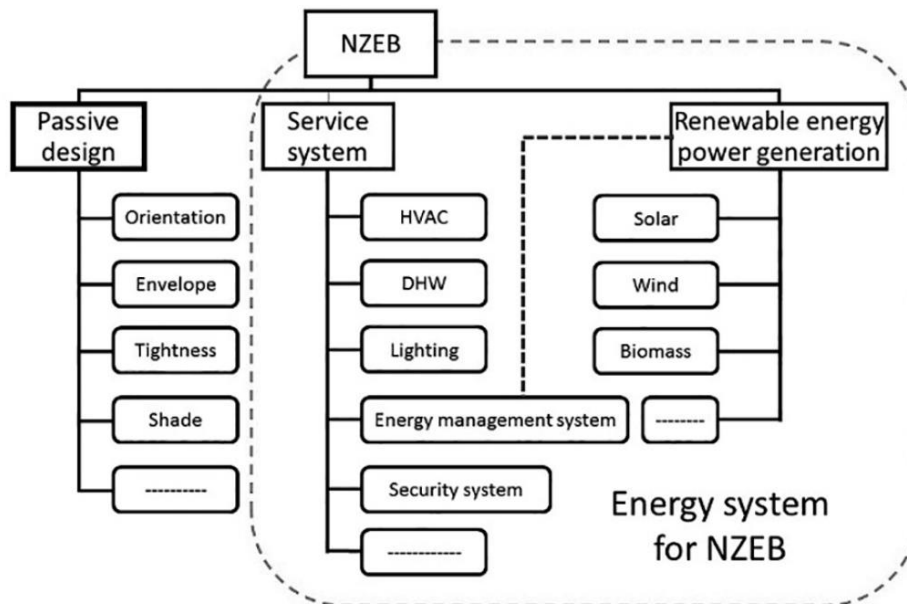 NZEB
Passive
design
Service
system
Renewable energy
power generation
Orientation
Envelope
Tightness
Shade
----------
HVAC
DHW
Lighting
Energy management system
Security system
------------
Solar
Wind
Biomass
--------
Energy system
for NZEB